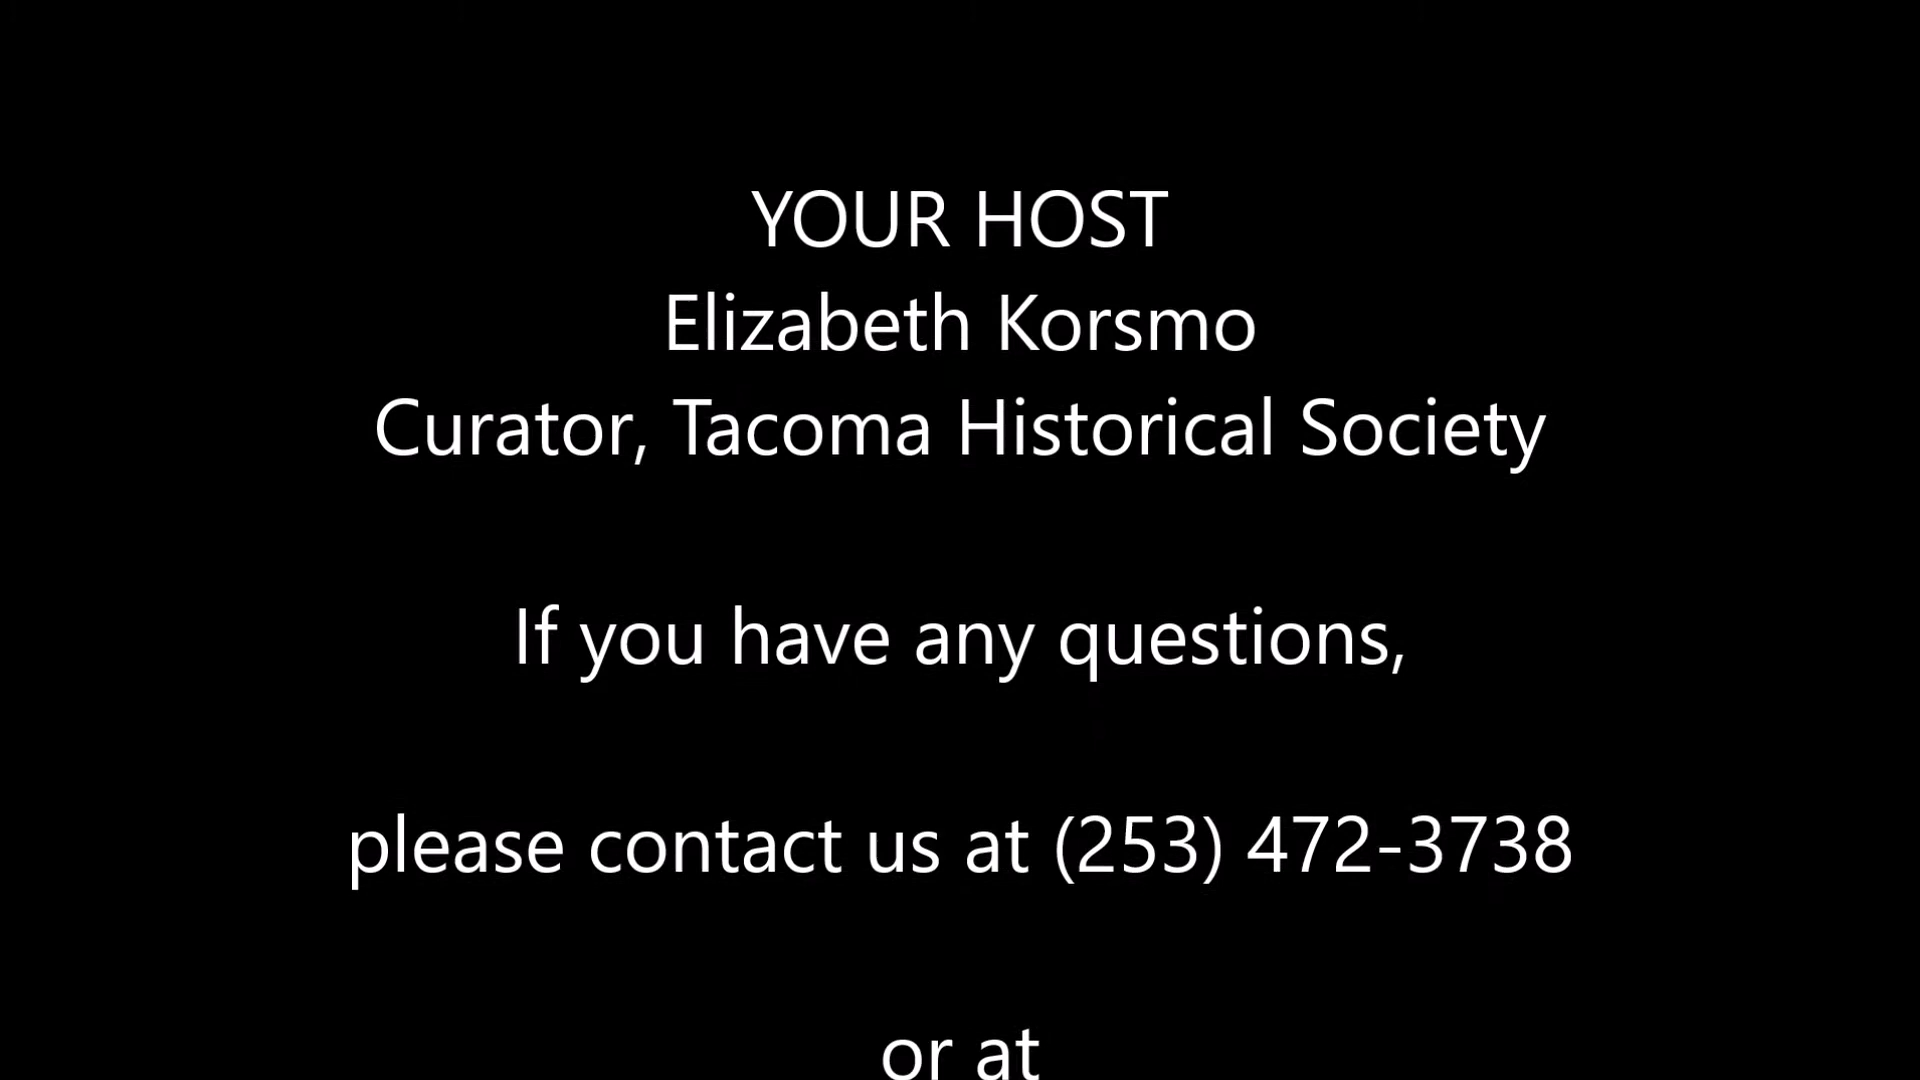 YOUR HOST
Elizabeth Korsmo
Curator, Tacoma Historical Society
If you have any questions,
please contact us at (253) 472-3738
or at